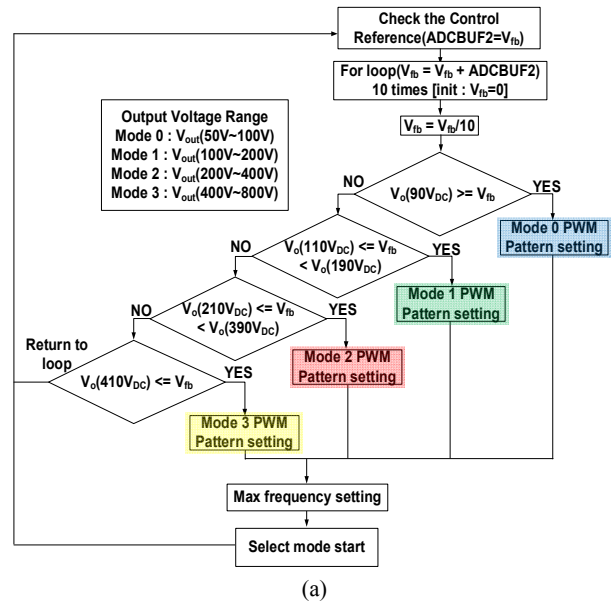 Check the Control
Reference(ADCBUF2=Vfb)
For loop(Vfb = Vfb + ADCBUF2)
10 times [init : Vfb=0]
Vfb = Vfb/10
Output Voltage Range
Mode 0 : Vout(50V~100V)
Mode 1 : Vout(100V~200V)
Mode 2 : Vout(200V~400V)
Mode 3 : Vout(400V~800V)
NO
Vo(90VDC) >= Vfb
YES
Mode 0 PWM
Pattern setting
NO
Vo(110VDC) <= Vfb
< Vo(190VDC)
YES
Mode 1 PWM
Pattern setting
NO
Vo(210VDC) <= Vfb
< Vo(390VDC)
YES
Mode 2 PWM
Pattern setting
Return to
loop
Vo(410VDC) <= Vfb
YES
Mode 3 PWM
Pattern setting
Max frequency setting
Select mode start
(a)